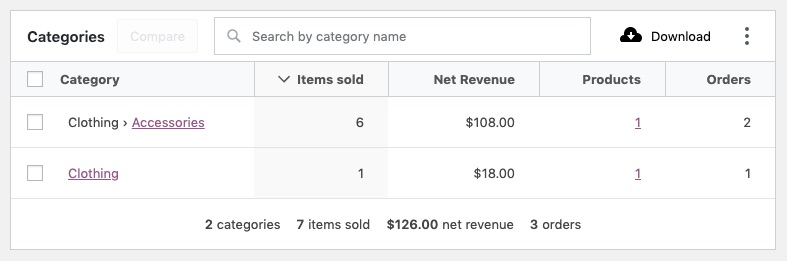 Categories Compare Search by category name Download
Category Items sold Net Revenue Products Orders
Clothing › Accessories 6 $108.00 1 2
Clothing 1 $18.00 1 1
2 categories 7 items sold $126.00 net revenue 3 orders